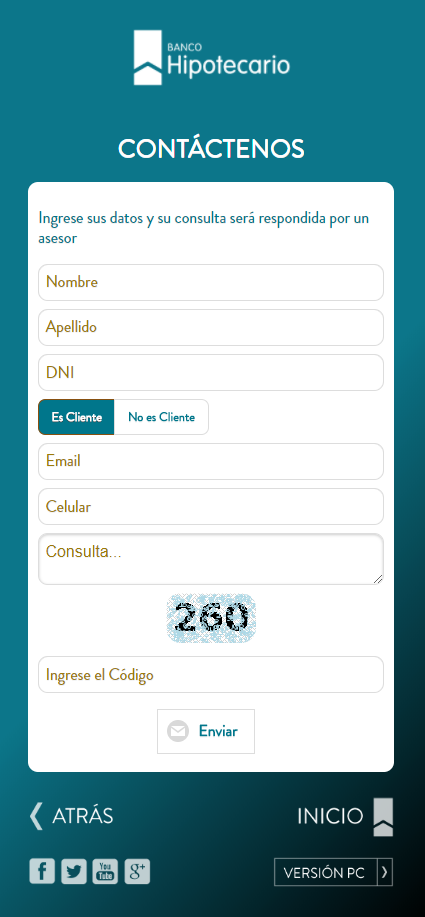 BANCO
Hipotecario
CONTÁCTENOS
Ingrese sus datos y su consulta será respondida por un
asesor
Nombre
Apellido
DNI
Es Cliente
No es Cliente
Email
Celular
Consulta...
260
Ingrese el Código
Enviar
ATRÁS
INICIO
f
You
Tube
g+
VERSIÓN PC